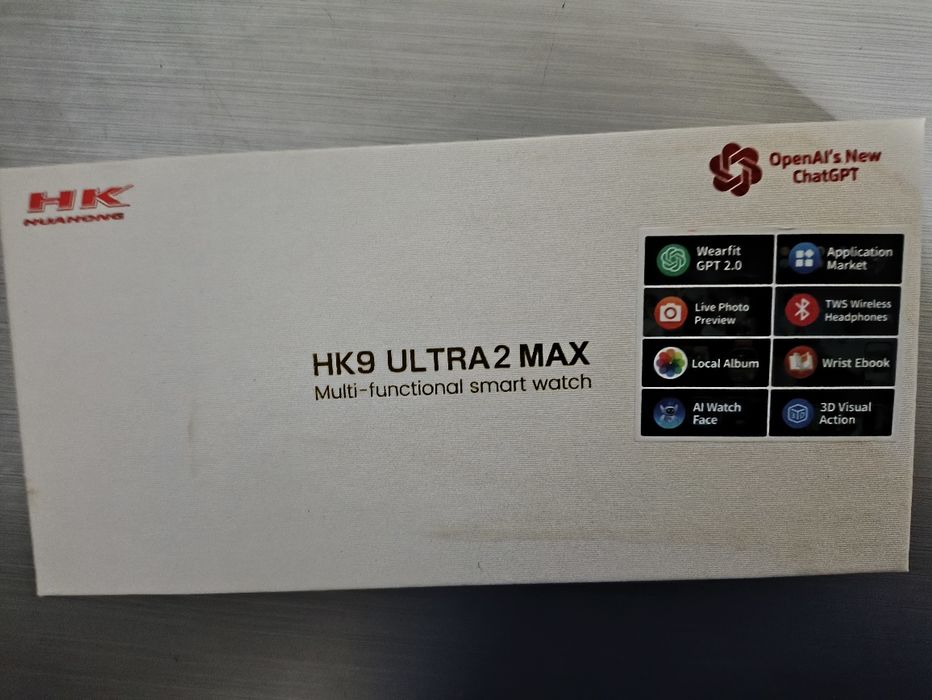 HK
HUAHONG
OpenAI's New
ChatGPT
HK9 ULTRA2 MAX
Multi-functional smart watch
Wearfit
GPT 2.0
Application
Market
Live Photo
Preview
TWS Wireless
Headphones
Local Album
Wrist Ebook
AI Watch
Face
3D Visual
Action